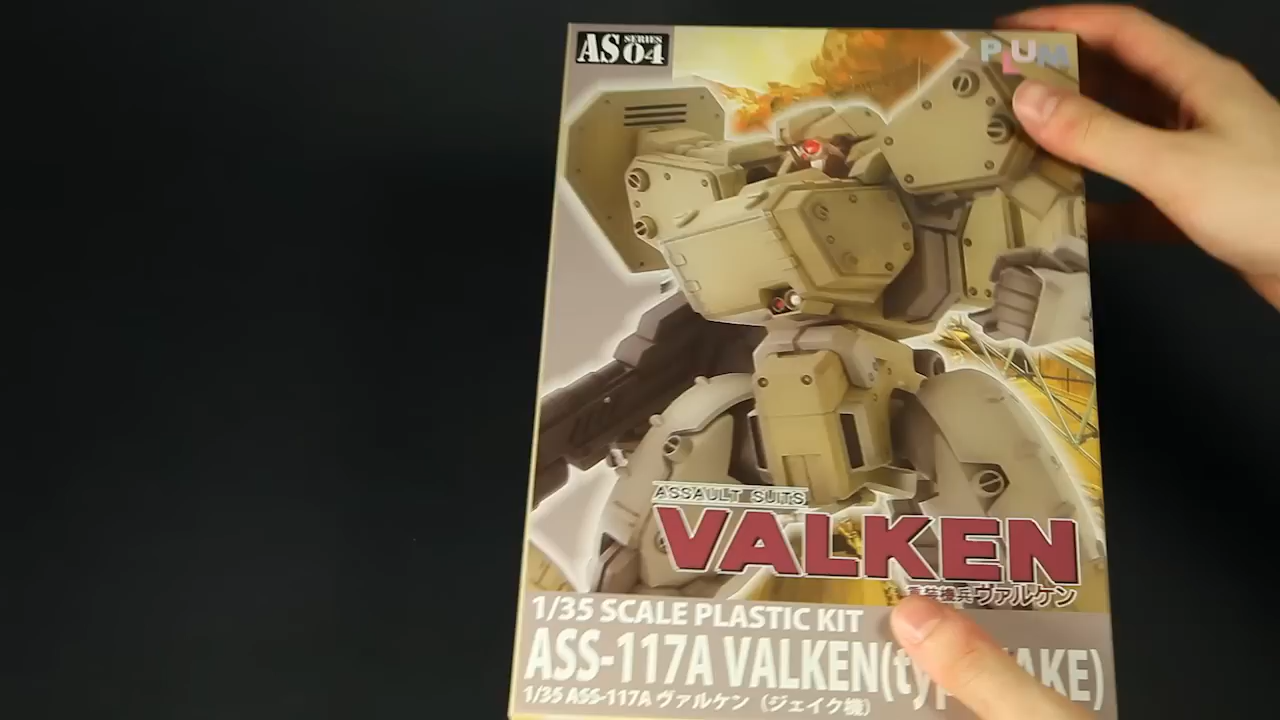 AS SERIES 04
PLUM
ASSAULT SUITS
VALKEN
装機兵ヴァルケン
1/35 SCALE PLASTIC KIT
ASS-117A VALKEN(ty AKE)
1/35 ASS-117A ヴァルケン（ジェイク機）